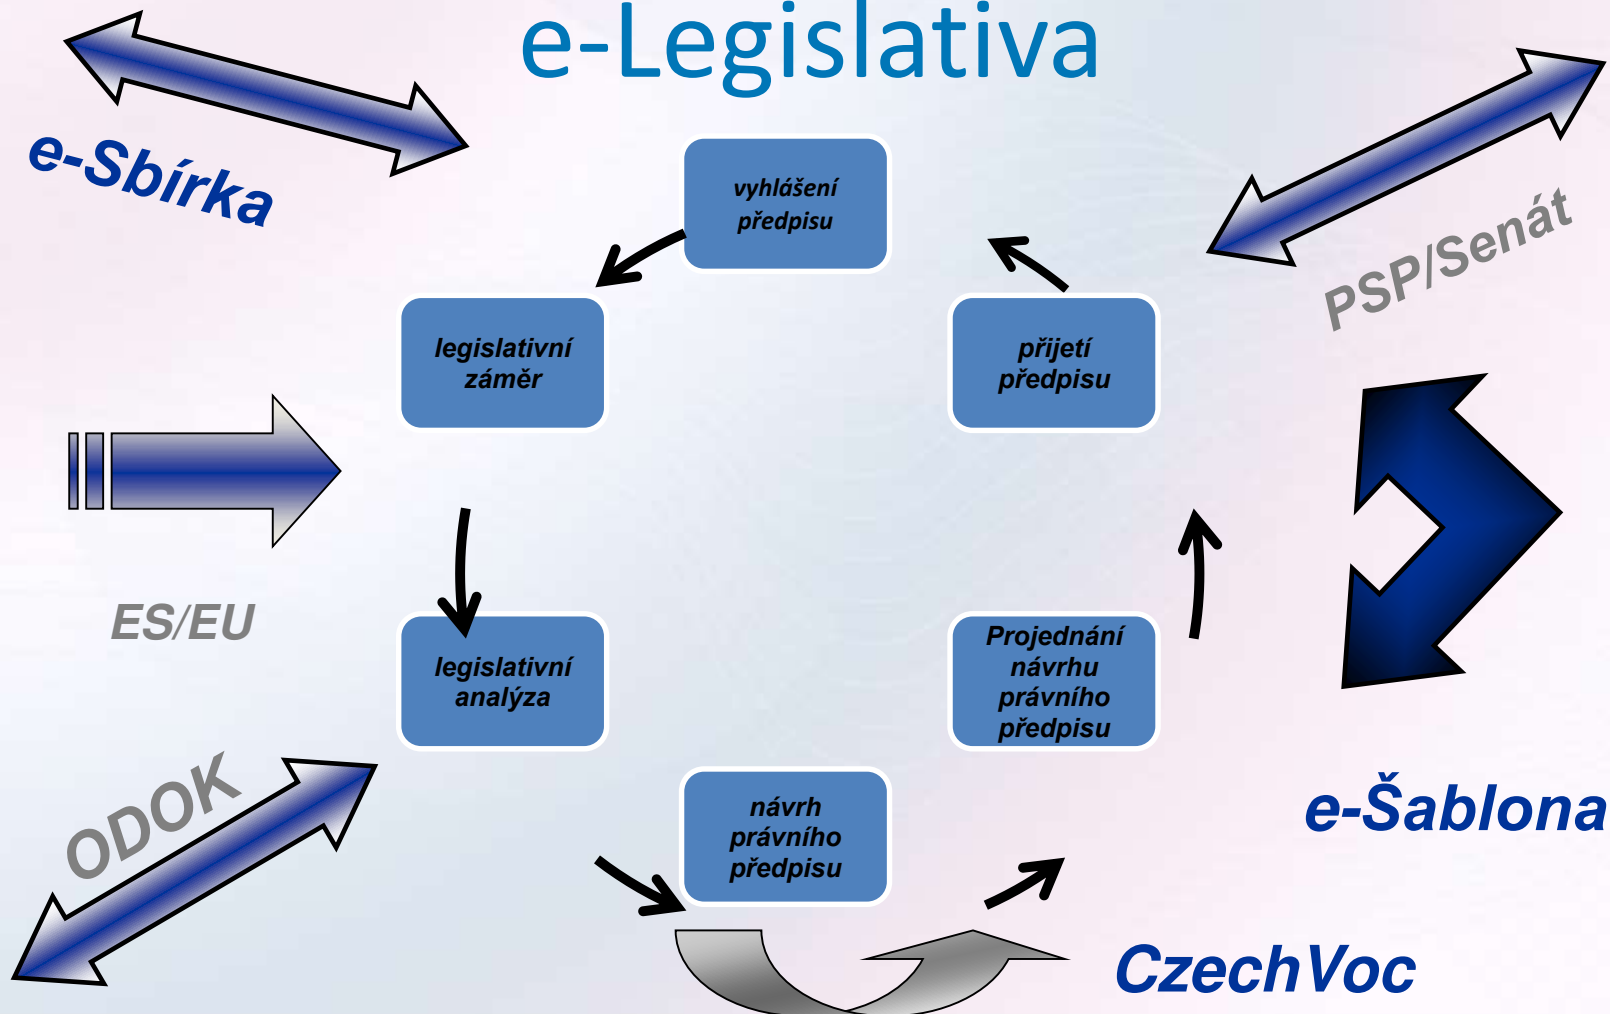 e-Legislativa
e-Sbírka
vyhlášení
předpisu
PSP/Senát
legislativní
záměr
přijetí
předpisu
ES/EU
legislativní
analýza
Projednání
návrhu
právního
předpisu
ODOK
návrh
právního
předpisu
e-Šablona
CzechVoc